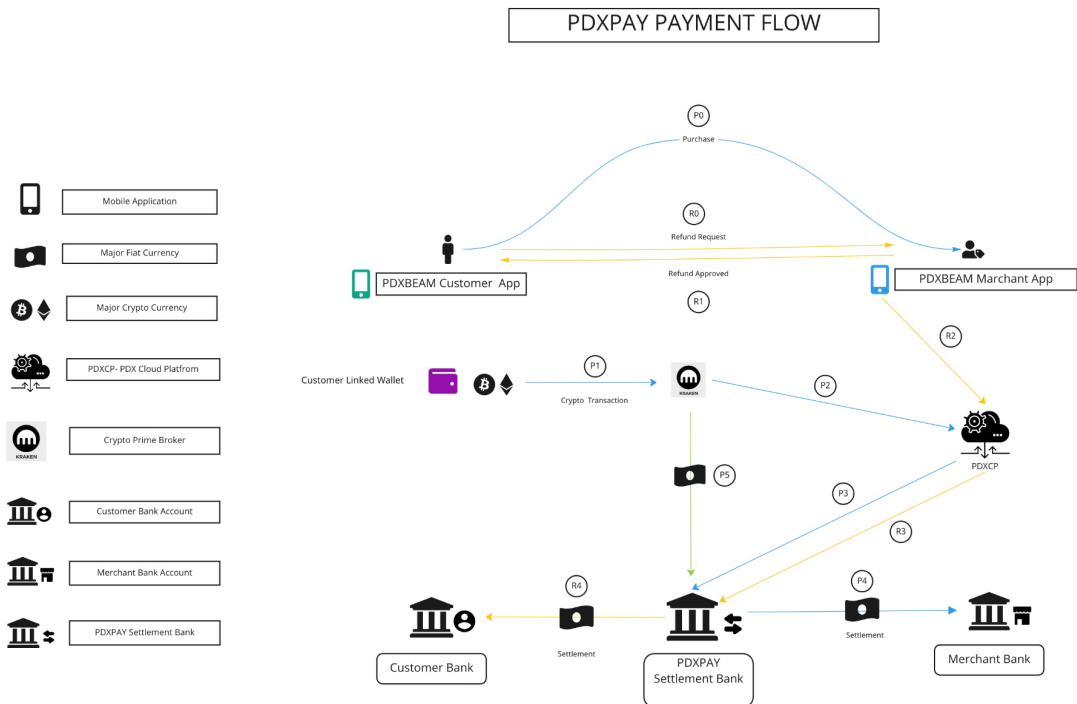 PDXPAY PAYMENT FLOW
P0
Purchase
Mobile Application
R0
Refund Request
Major Fiat Currency
PDXBEAM Customer App
Refund Approved
PDXBEAM Marchant App
R1
Major Crypto Currency
R2
PDXCP- PDX Cloud Platfrom
Customer Linked Wallet
P1
Crypto Transaction
KRAKEN
P2
Crypto Prime Broker
KRAKEN
PDXCP
P5
P3
Customer Bank Account
R3
Merchant Bank Account
R4
P4
PDXPAY Settlement Bank
Settlement
Settlement
Customer Bank
PDXPAY
Settlement Bank
Merchant Bank